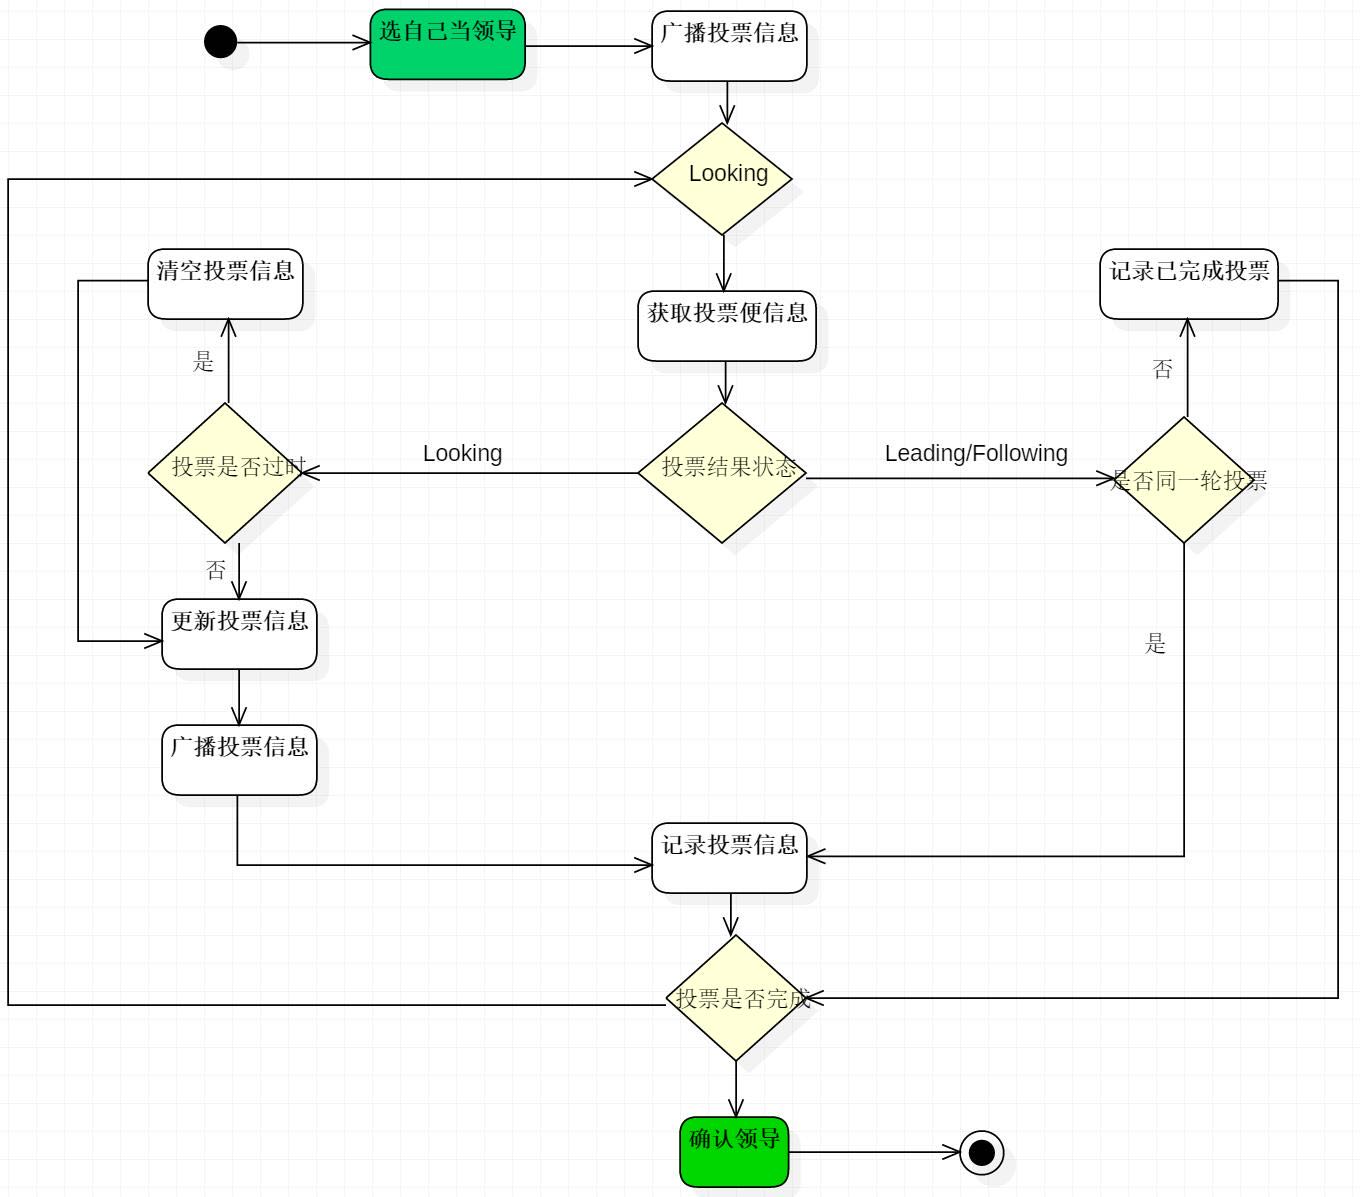 选自己当领导
广播投票信息
Looking
清空投票信息
获取投票便信息
记录已完成投票
是
否
投票是否过时
Looking
投票结果状态
Leading/Following
是否同一轮投票
否
更新投票信息
是
广播投票信息
记录投票信息
投票是否完成
确认领导